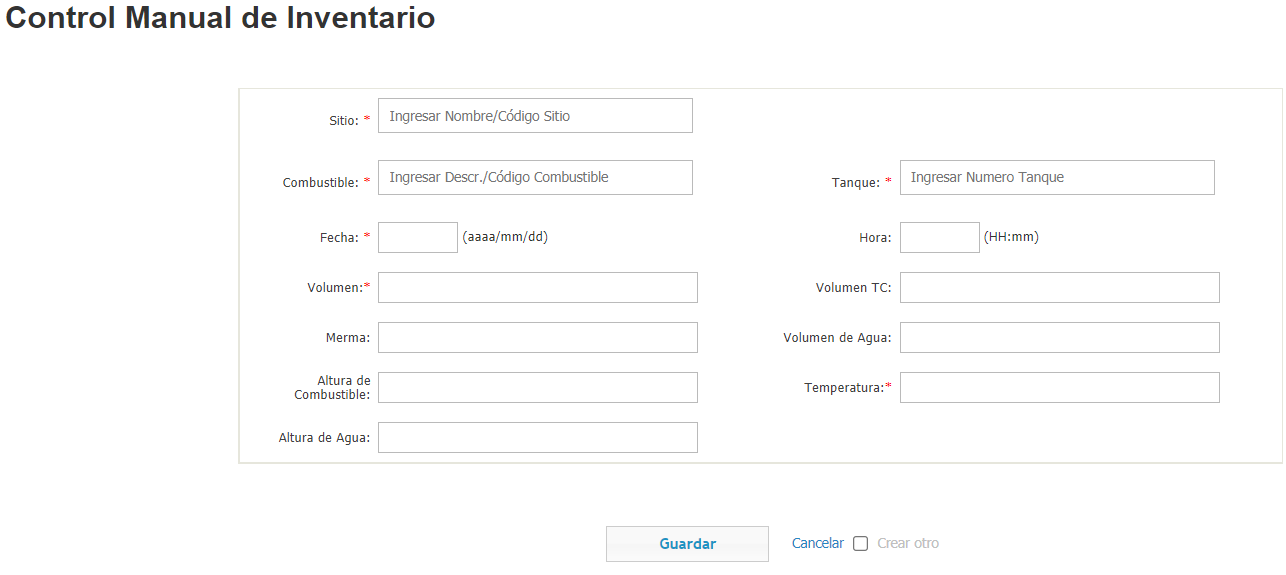 Control Manual de Inventario
Sitio: * Ingresar Nombre/Código Sitio
Combustible: * Ingresar Descr./Código Combustible Tanque: * Ingresar Numero Tanque
Fecha: * (aaaa/mm/dd) Hora: (HH:mm)
Volumen:* Volumen TC:
Merma: Volumen de Agua:
Altura de
Combustible: Temperatura:*
Altura de Agua:
Guardar Cancelar Crear otro